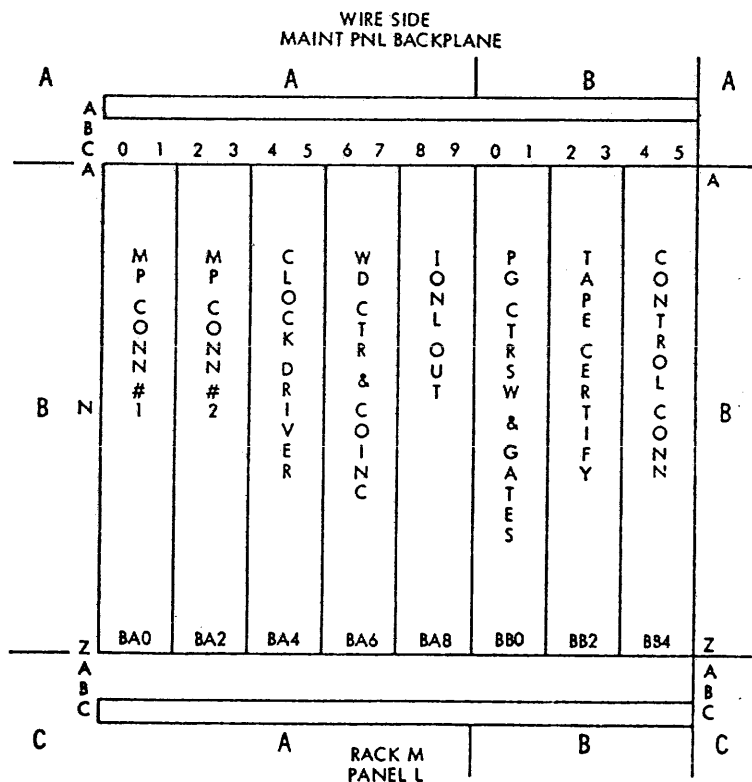 WIRE SIDE
MAINT PNL BACKPLANE
A A B A
A
B
C 0 1 2 3 4 5 6 7 8 9 0 1 2 3 4 5
A A
MP CONN #1
MP CONN #2
CLOCK DRIVER
WD CTR & COINC
IONL OUT
PG CTRSW & GATES
TAPE CERTIFY
CONTROL CONN
B N B
Z BA0 BA2 BA4 BA6 BA8 BB0 BB2 BB4 Z
A A
B B
C C
C A B C
RACK M
PANEL L